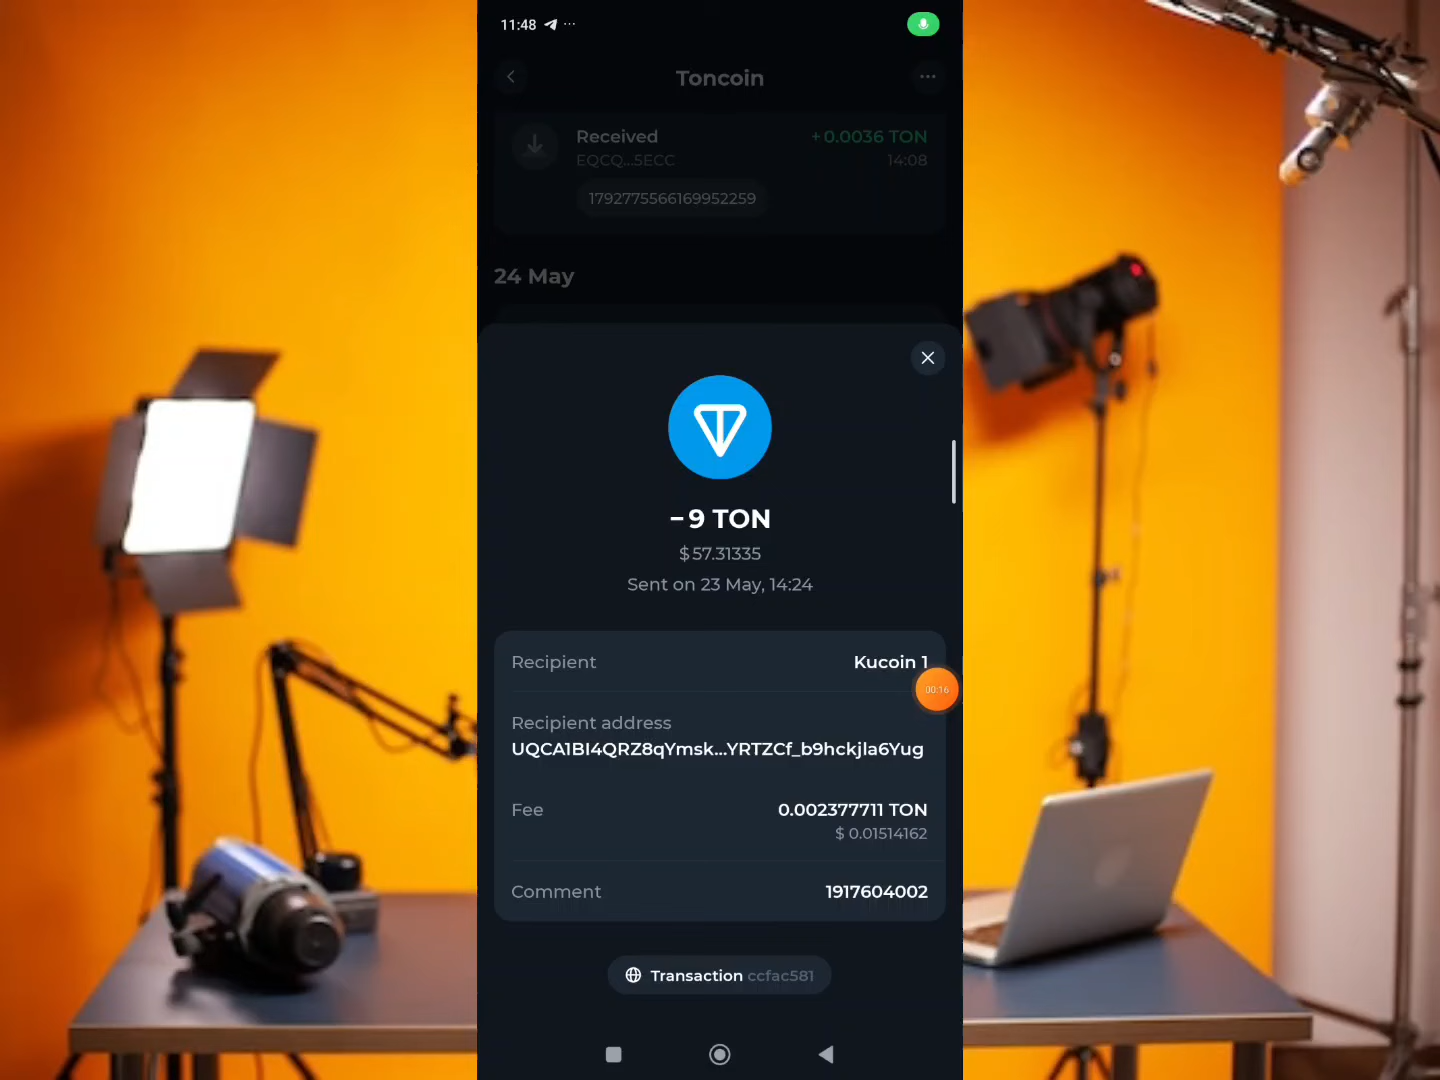 11:48
Toncoin
Received
+0.0036 TON
EQCQ...5ECC
14:08
1792775566169952259
24 May
−9 TON
$57.31335
Sent on 23 May, 14:24
Recipient
Kucoin 1
00:16
Recipient address
UQCA1BI4QRZ8qYmsk...YRTZCf_b9hckjla6Yug
Fee
0.002377711 TON
$ 0.01514162
Comment
1917604002
Transaction ccfac581